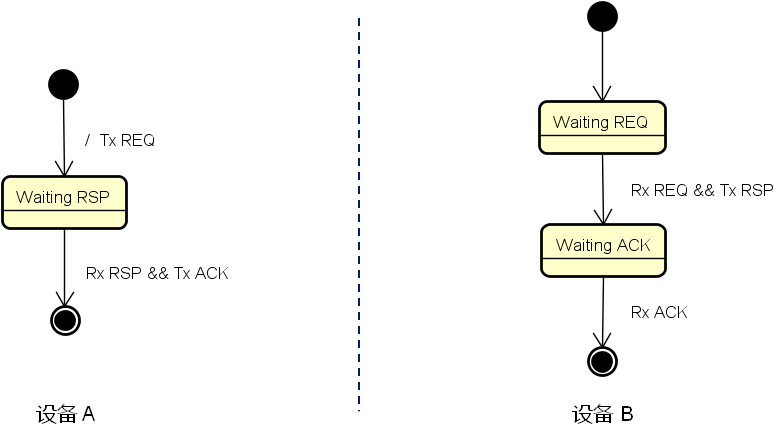 / Tx REQ
Waiting RSP
Rx RSP && Tx ACK
设备 A
Waiting REQ
Rx REQ && Tx RSP
Waiting ACK
Rx ACK
设备 B